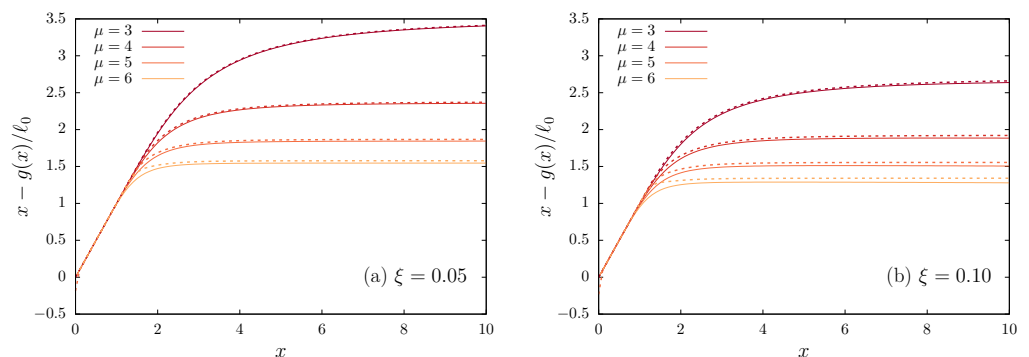 3.5
3
2.5
2
1.5
1
0.5
0
−0.5
x − g(x)/ℓ₀
μ = 3
μ = 4
μ = 5
μ = 6
(a) ξ = 0.05
0 2 4 6 8 10
x
3.5
3
2.5
2
1.5
1
0.5
0
−0.5
x − g(x)/ℓ₀
μ = 3
μ = 4
μ = 5
μ = 6
(b) ξ = 0.10
0 2 4 6 8 10
x